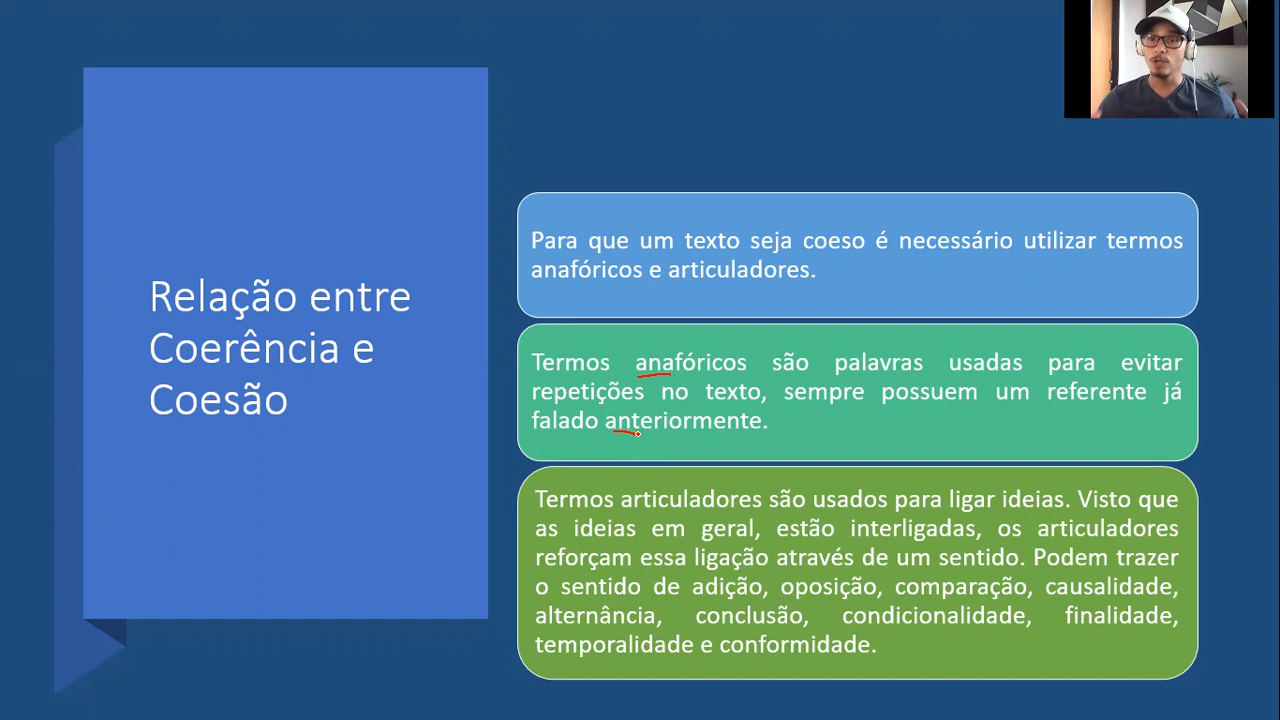 Relação entre
Coerência e
Coesão
Para que um texto seja coeso é necessário utilizar termos
anafóricos e articuladores.
Termos anafóricos são palavras usadas para evitar
repetições no texto, sempre possuem um referente já
falado anteriormente.
Termos articuladores são usados para ligar ideias. Visto que
as ideias em geral, estão interligadas, os articuladores
reforçam essa ligação através de um sentido. Podem trazer
o sentido de adição, oposição, comparação, causalidade,
alternância, conclusão, condicionalidade, finalidade,
temporalidade e conformidade.